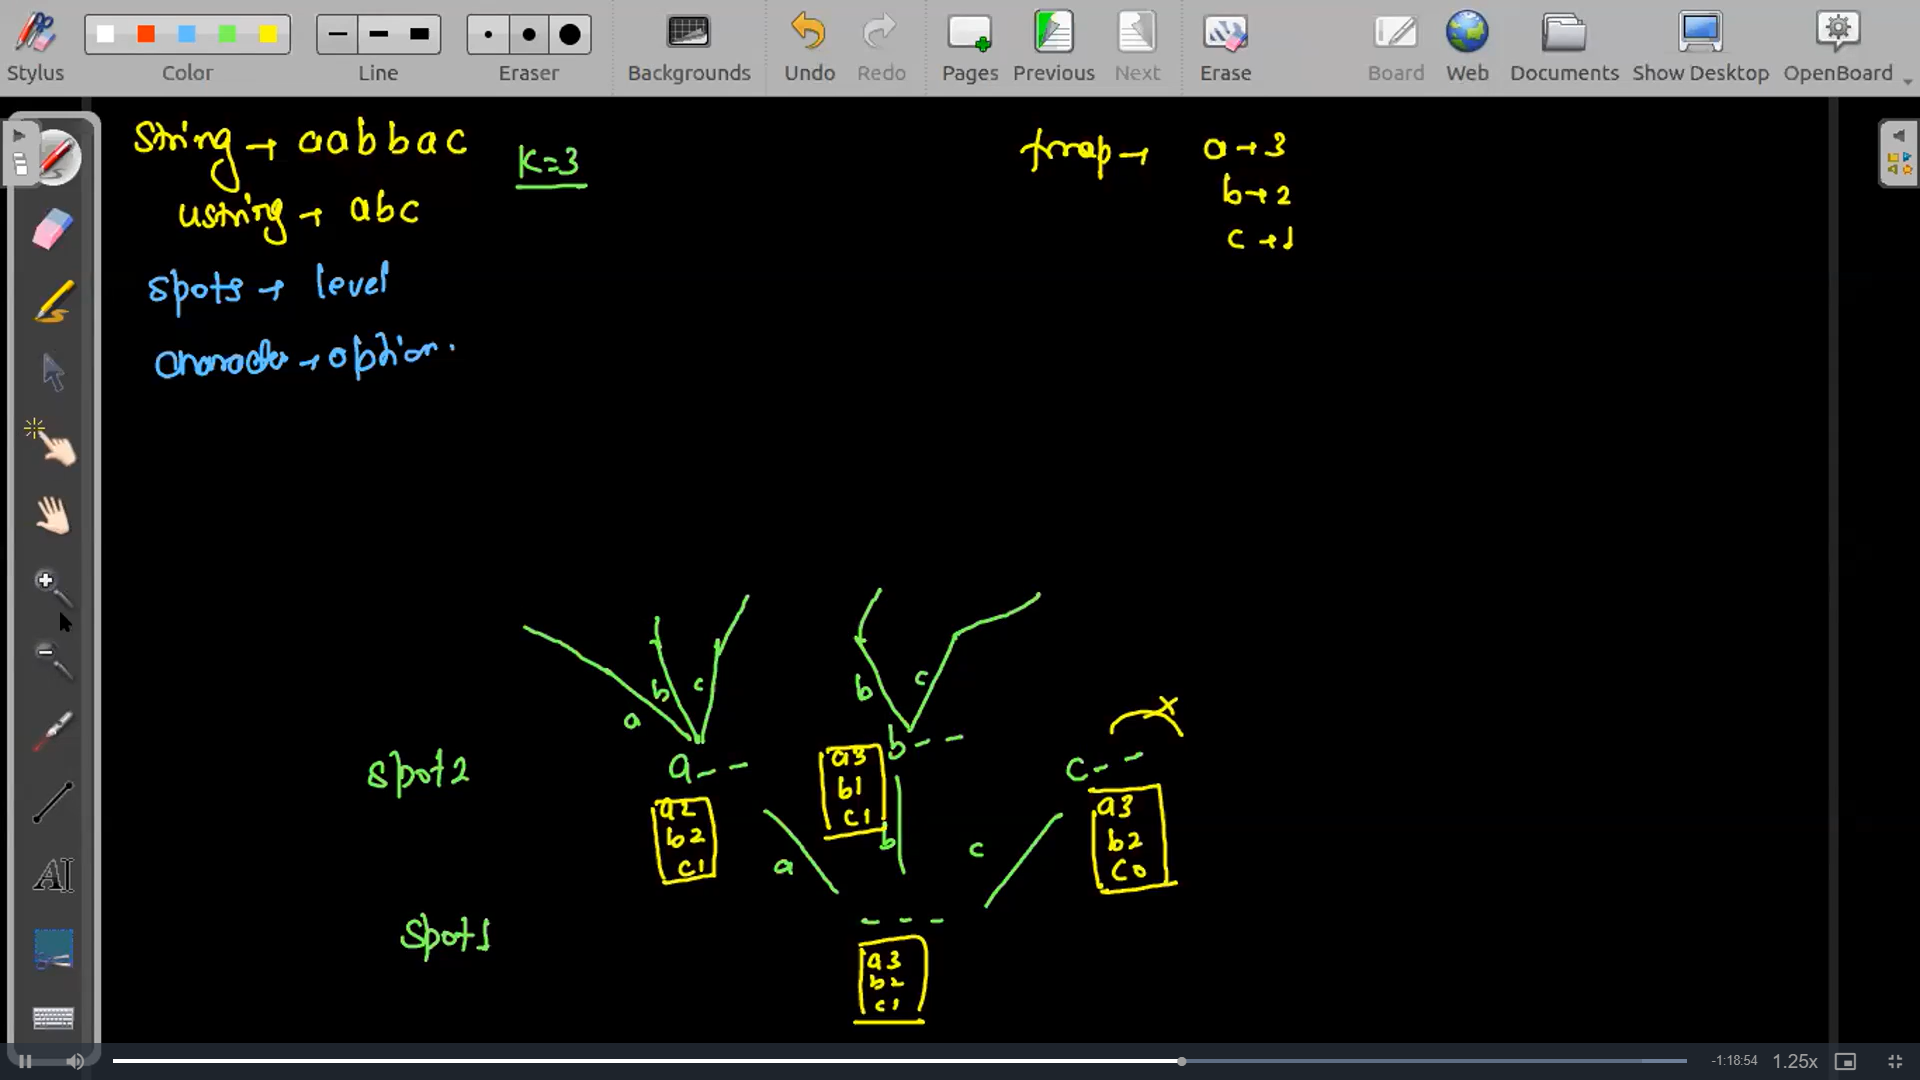 Stylus
Color
Line
Eraser
Backgrounds
Undo
Redo
Pages
Previous
Next
Erase
Board
Web
Documents
Show Desktop
OpenBoard
String → aabbac
K=3
ustring → abc
fmap → a → 3
b → 2
c → 1
spots → level
character → option.
a
b
c
b
c
x
spot2
a - -
b - -
c - -
a2
b2
c1
a3
b1
c1
a3
b2
c0
a
b
c
spot1
- - -
a3
b2
c1
-1:18:54
1.25x